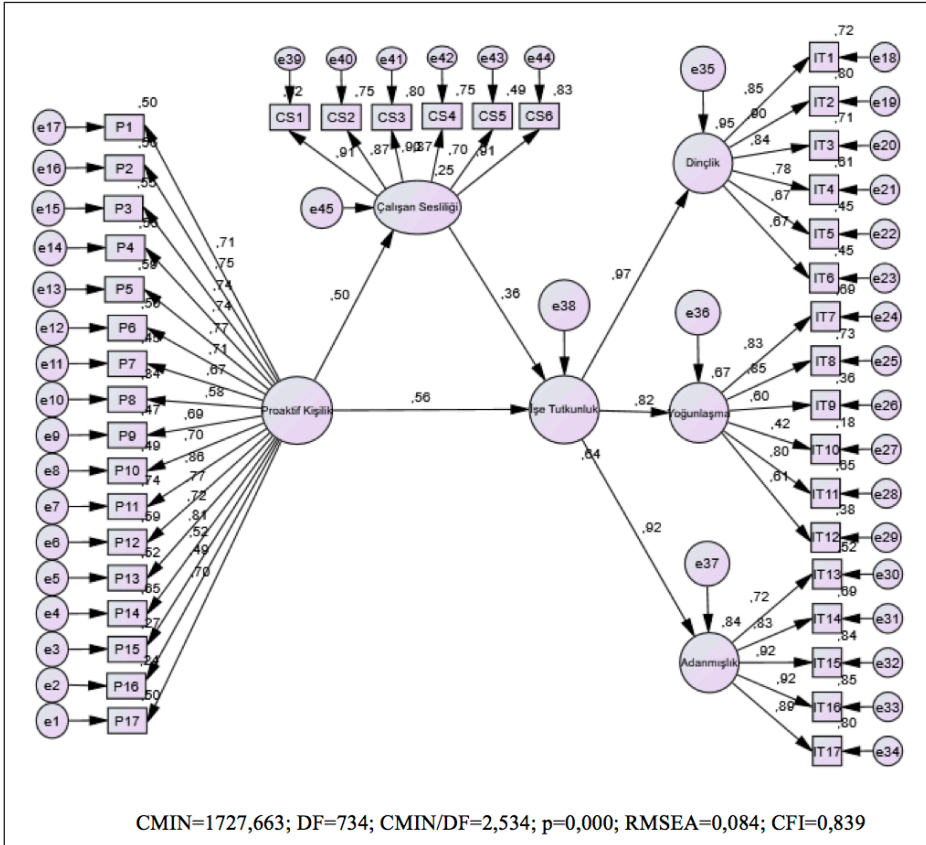 e39 e40 e41 e42 e43 e44
,75 ,80 ,75 ,49 ,83
CS1 CS2 CS3 CS4 CS5 CS6
,91 ,87 ,90 ,87 ,70 ,91
,25
e45
Çalışan Sesliliği
,50
e17 P1
e16 P2
e15 P3
e14 P4
,59
e13 P5
e12 P6
e11 P7
e10 P8
,47
e9 P9
,49
e8 P10
,74
e7 P11
,59
e6 P12
,52
e5 P13
,65
e4 P14
,27
e3 P15
,24
e2 P16
,50
e1 P17
,71
,75
,74
,74
,77
,71
,67
,58
,69
,70
,86
,77
,72
,81
,52
,49
,70
Proaktif Kişilik
,50
,56
,36
e38
İşe Tutkunluk
,64
,97
,82
,92
e35
,95
Dinçlik
,85
,90
,84
,78
,67
,67
,72
IT1 e18
,80
IT2 e19
,71
IT3 e20
,61
IT4 e21
,45
IT5 e22
,45
IT6 e23
e36
,67
Yoğunlaşma
,83
,85
,60
,42
,80
,61
,69
IT7 e24
,73
IT8 e25
,36
IT9 e26
,18
IT10 e27
,65
IT11 e28
,38
IT12 e29
e37
,84
Adanmışlık
,72
,83
,92
,92
,89
,52
IT13 e30
,69
IT14 e31
,84
IT15 e32
,85
IT16 e33
,80
IT17 e34
CMIN=1727,663; DF=734; CMIN/DF=2,534; p=0,000; RMSEA=0,084; CFI=0,839